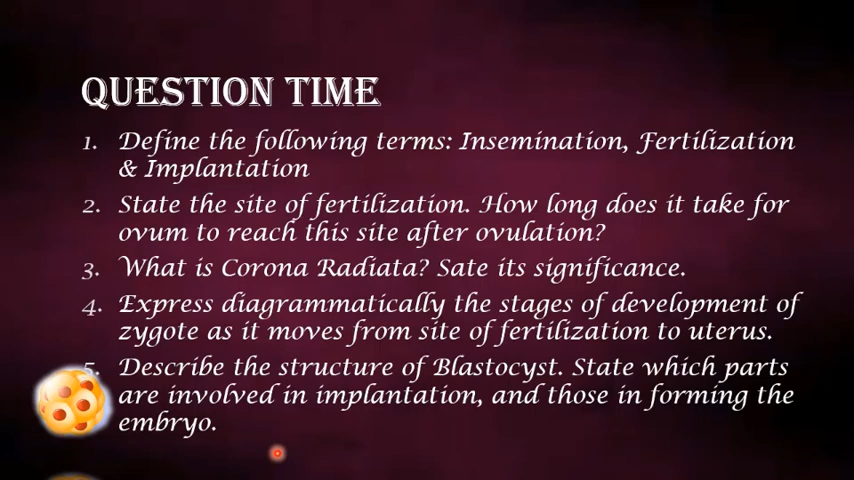 QUESTION TIME
1. Define the following terms: Insemination, Fertilization
& Implantation
2. State the site of fertilization. How long does it take for
ovum to reach this site after ovulation?
3. What is Corona Radiata? Sate its significance.
4. Express diagrammatically the stages of development of
zygote as it moves from site of fertilization to uterus.
5. Describe the structure of Blastocyst. State which parts
are involved in implantation, and those in forming the
embryo.